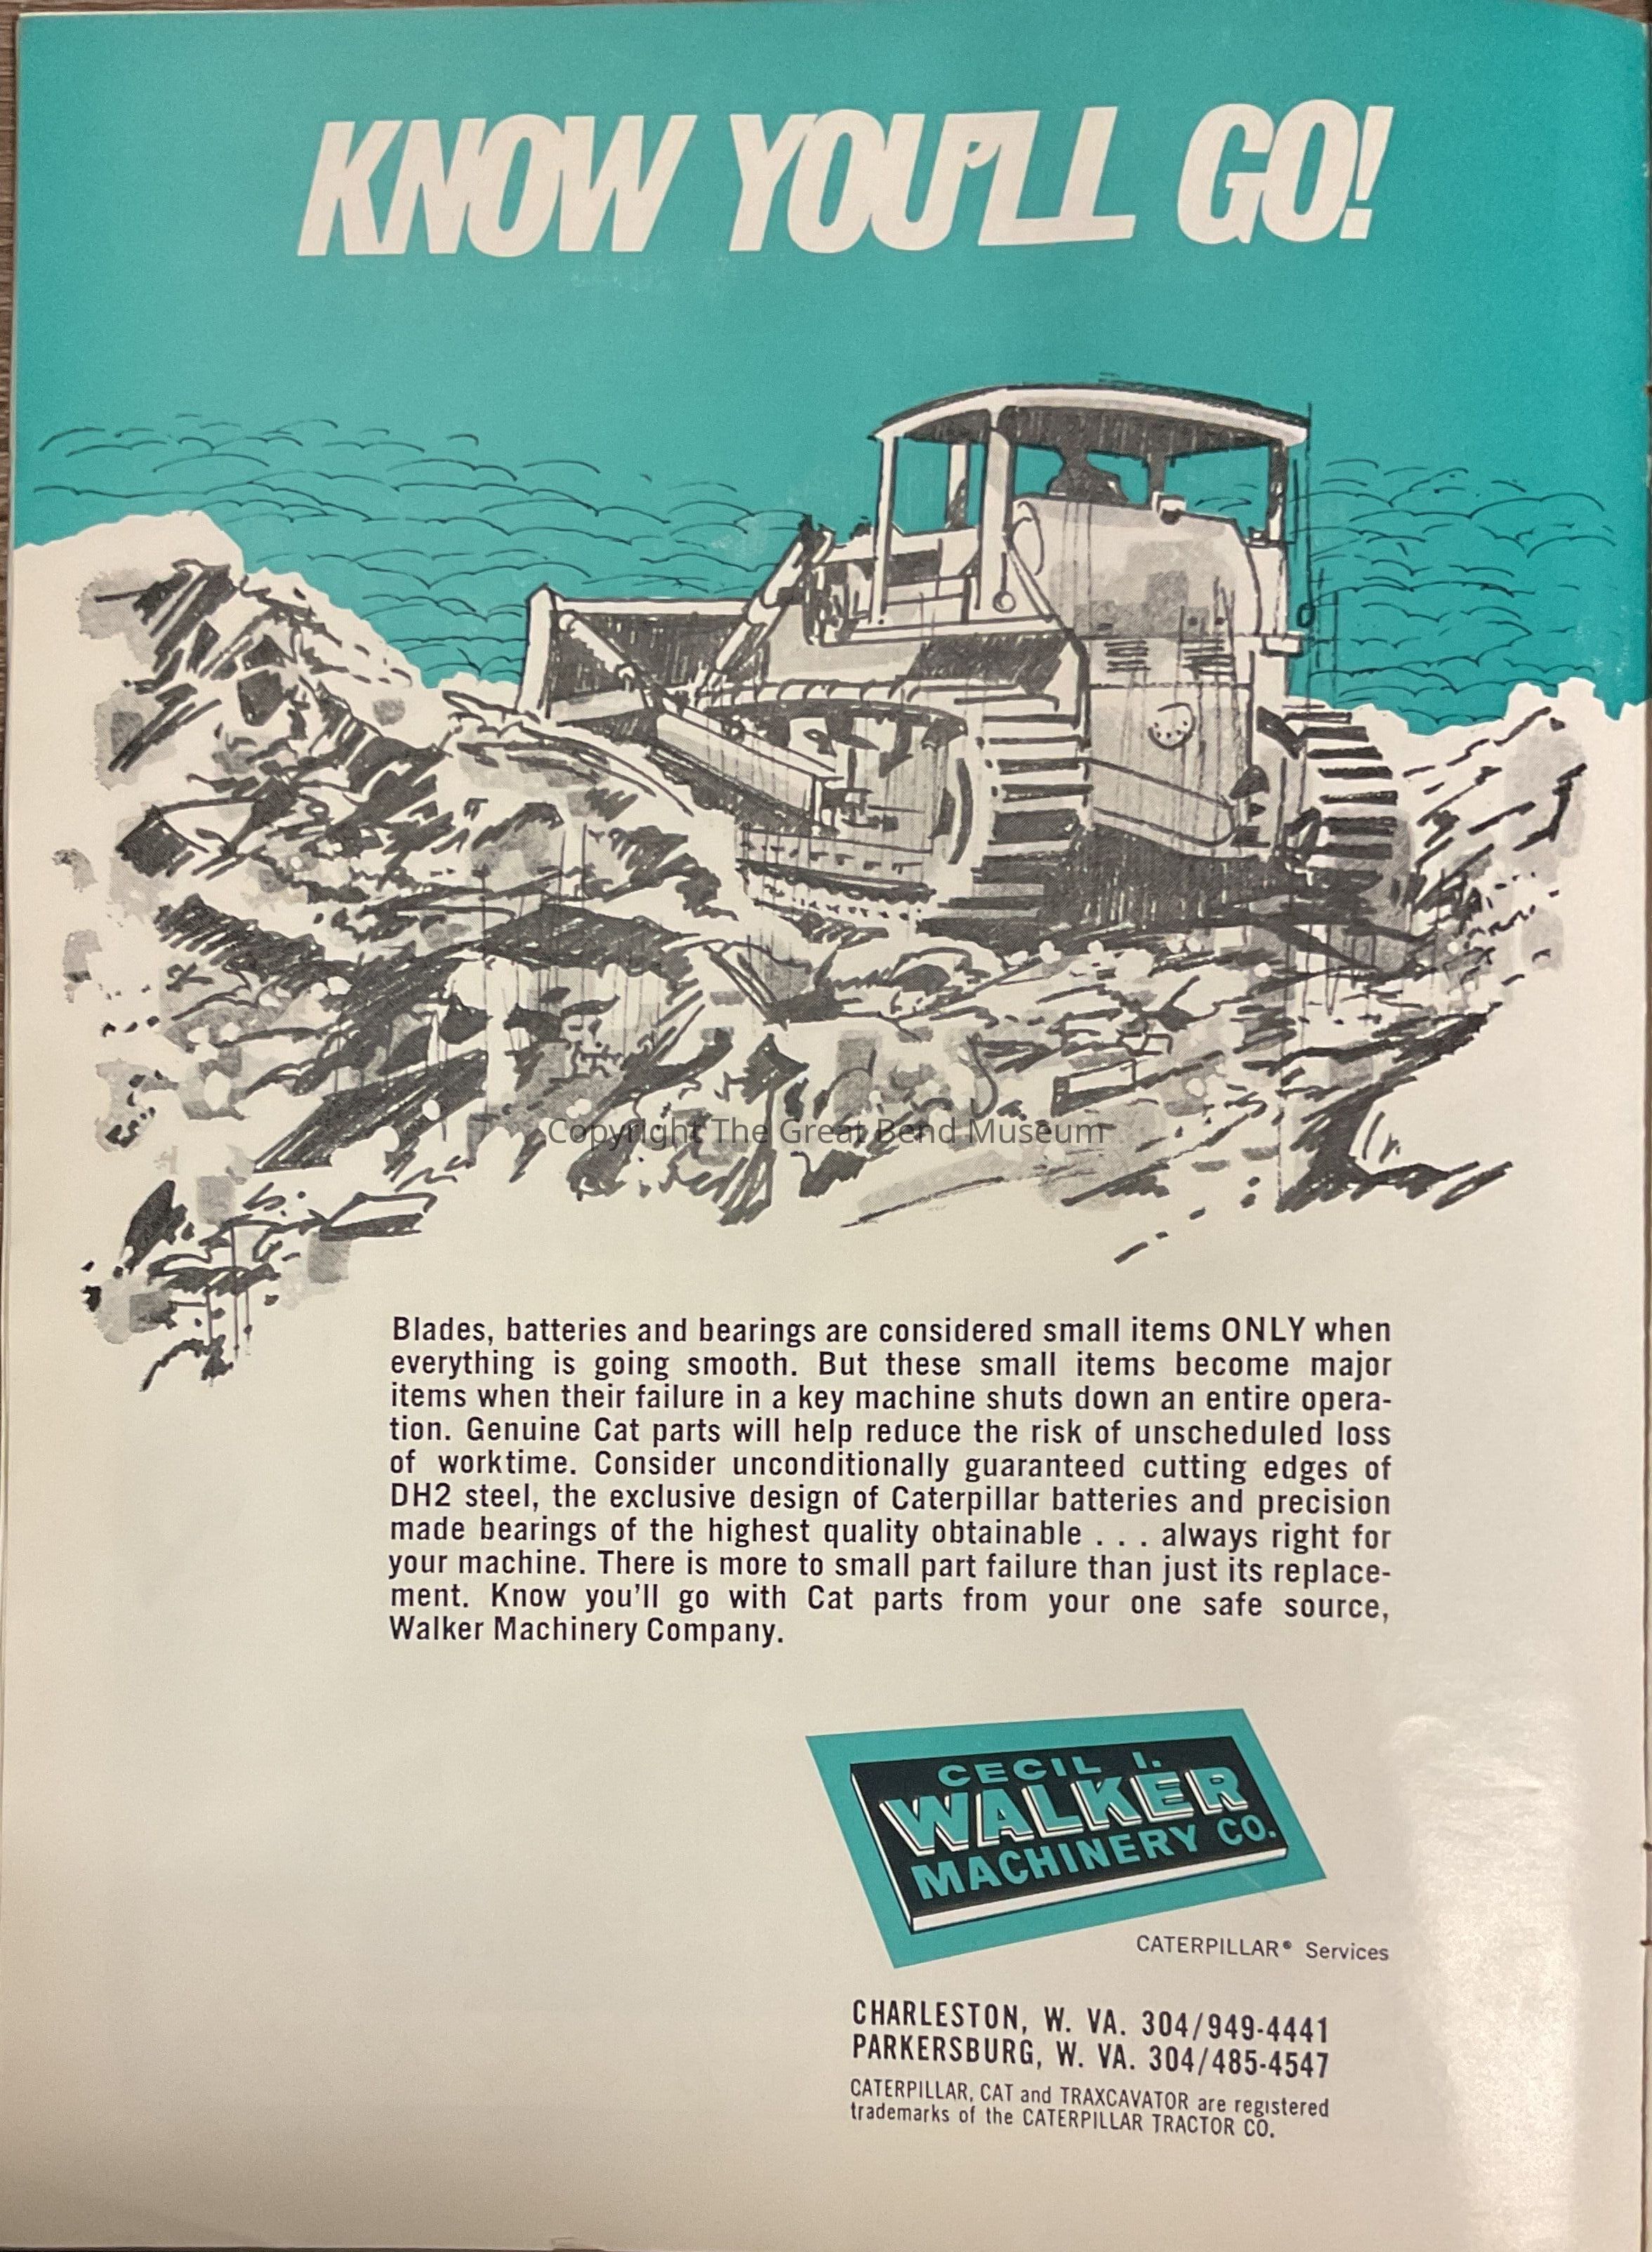 KNOW YOU'LL GO!
Copyright The Great Bend Museum
Blades, batteries and bearings are considered small items ONLY when
everything is going smooth. But these small items become major
items when their failure in a key machine shuts down an entire opera-
tion. Genuine Cat parts will help reduce the risk of unscheduled loss
of worktime. Consider unconditionally guaranteed cutting edges of
DH2 steel, the exclusive design of Caterpillar batteries and precision
made bearings of the highest quality obtainable . . . always right for
your machine. There is more to small part failure than just its replace-
ment. Know you'll go with Cat parts from your one safe source,
Walker Machinery Company.
CECIL I.
WALKER
MACHINERY CO.
CATERPILLAR® Services
CHARLESTON, W. VA. 304/949-4441
PARKERSBURG, W. VA. 304/485-4547
CATERPILLAR, CAT and TRAXCAVATOR are registered
trademarks of the CATERPILLAR TRACTOR CO.